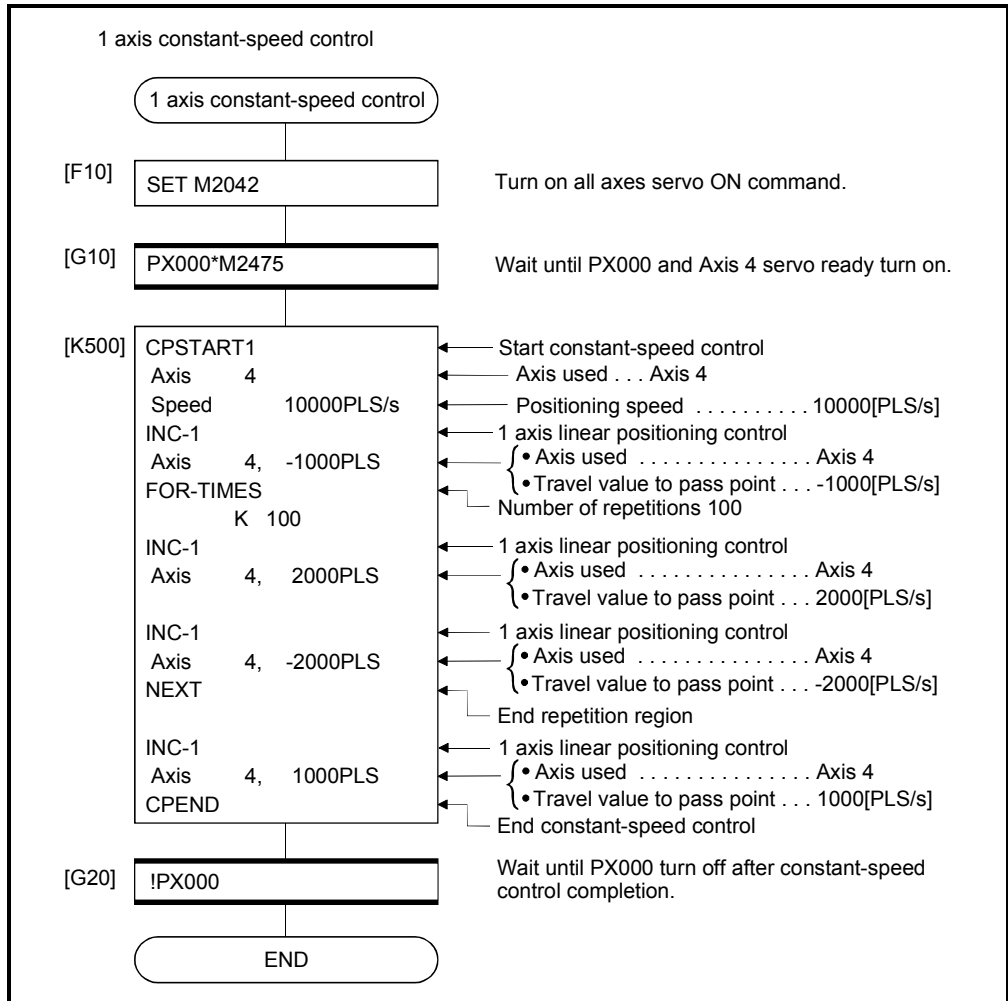 1 axis constant-speed control
1 axis constant-speed control
[F10] SET M2042 Turn on all axes servo ON command.
[G10] PX000*M2475 Wait until PX000 and Axis 4 servo ready turn on.
[K500] CPSTART1 Start constant-speed control
Axis 4 Axis used . . . Axis 4
Speed 10000PLS/s Positioning speed . . . . . . . . . . 10000[PLS/s]
INC-1 1 axis linear positioning control
Axis 4, -1000PLS • Axis used . . . . . . . . . . . . . . . Axis 4
• Travel value to pass point . . . -1000[PLS/s]
FOR-TIMES Number of repetitions 100
K 100
INC-1 1 axis linear positioning control
Axis 4, 2000PLS • Axis used . . . . . . . . . . . . . . . Axis 4
• Travel value to pass point . . . 2000[PLS/s]
INC-1 1 axis linear positioning control
Axis 4, -2000PLS • Axis used . . . . . . . . . . . . . . . Axis 4
• Travel value to pass point . . . -2000[PLS/s]
NEXT End repetition region
INC-1 1 axis linear positioning control
Axis 4, 1000PLS • Axis used . . . . . . . . . . . . . . . Axis 4
• Travel value to pass point . . . 1000[PLS/s]
CPEND End constant-speed control
[G20] !PX000 Wait until PX000 turn off after constant-speed
control completion.
END